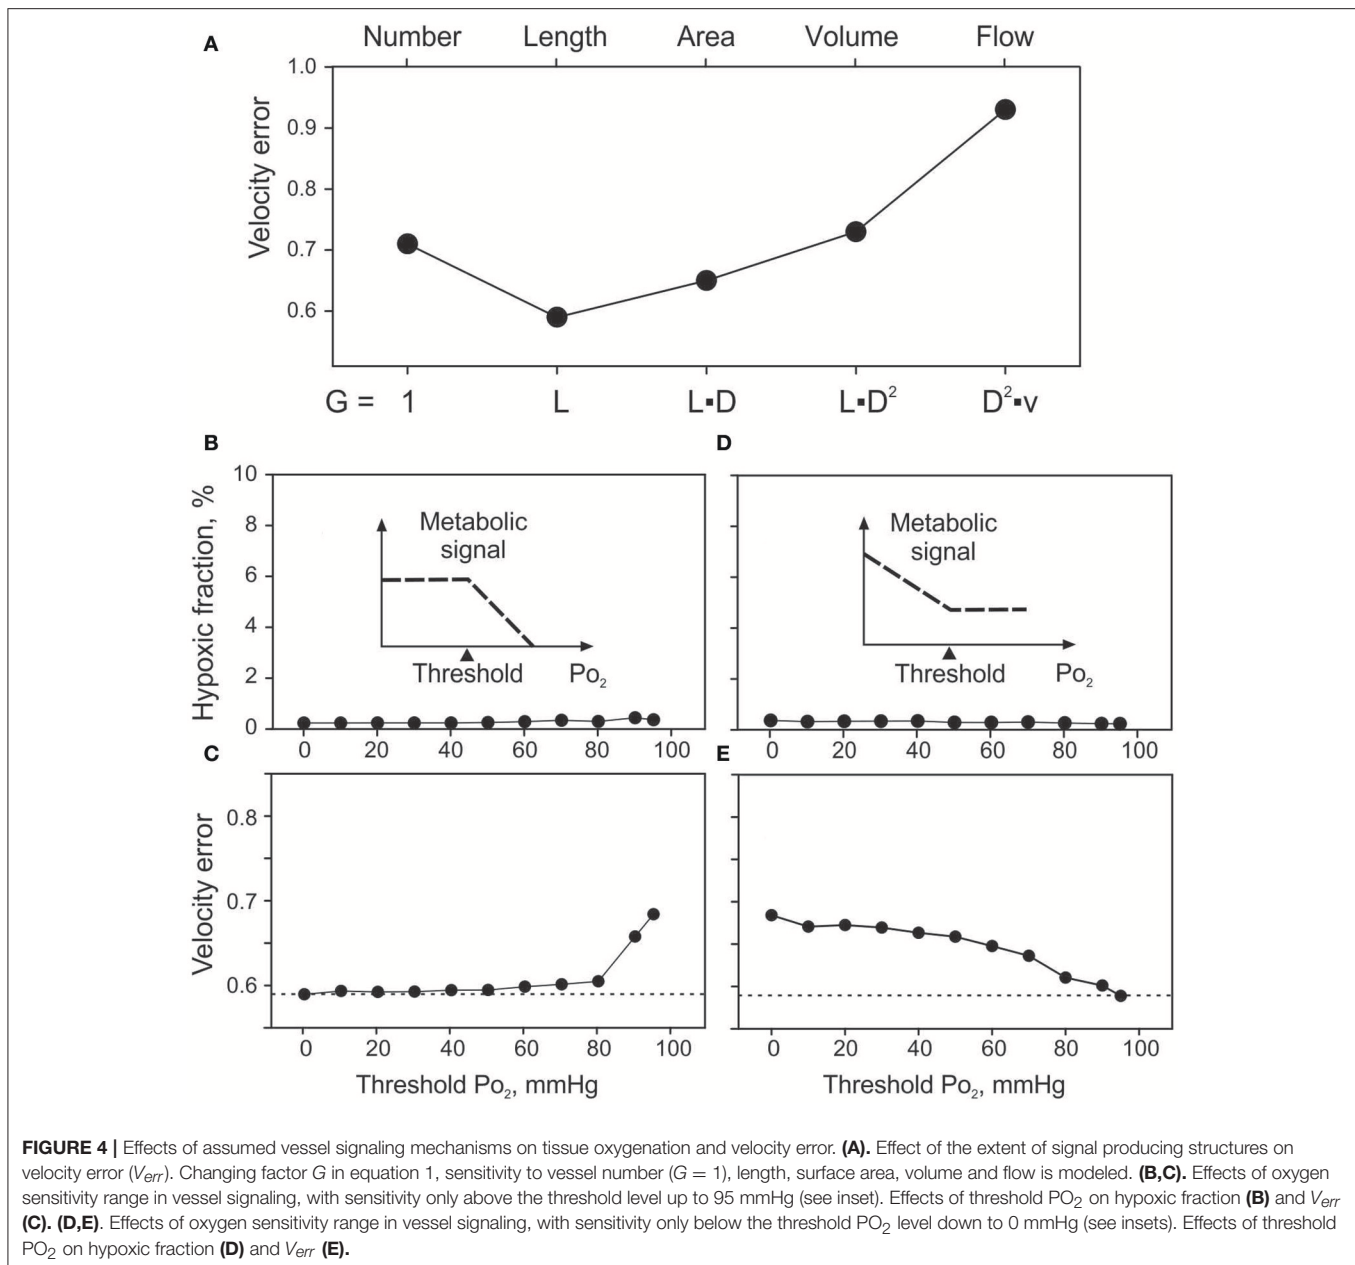 A
Number Length Area Volume Flow
1.0
0.9
0.8
0.7
0.6
Velocity error
G = 1 L L▪D L▪D² D²▪v
B
10
8
6
4
2
0
Hypoxic fraction, %
Metabolic
signal
Threshold Po₂
0 20 40 60 80 100
D
Metabolic
signal
Threshold Po₂
0 20 40 60 80 100
C
0.8
0.7
0.6
Velocity error
0 20 40 60 80 100
Threshold Po₂, mmHg
E
0 20 40 60 80 100
Threshold Po₂, mmHg
FIGURE 4 | Effects of assumed vessel signaling mechanisms on tissue oxygenation and velocity error. (A). Effect of the extent of signal producing structures on
velocity error (Verr). Changing factor G in equation 1, sensitivity to vessel number (G = 1), length, surface area, volume and flow is modeled. (B,C). Effects of oxygen
sensitivity range in vessel signaling, with sensitivity only above the threshold level up to 95 mmHg (see inset). Effects of threshold PO₂ on hypoxic fraction (B) and Verr
(C). (D,E). Effects of oxygen sensitivity range in vessel signaling, with sensitivity only below the threshold PO₂ level down to 0 mmHg (see insets). Effects of threshold
PO₂ on hypoxic fraction (D) and Verr (E).